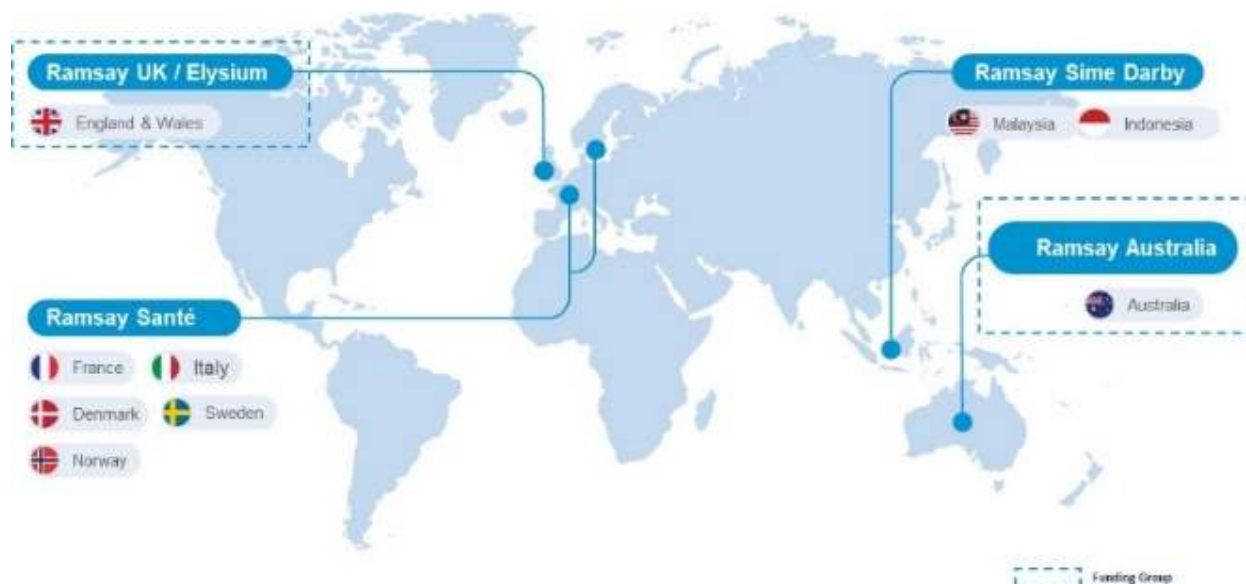 Ramsay UK / Elysium
England & Wales
Ramsay Sime Darby
Malaysia Indonesia
Ramsay Australia
Australia
Ramsay Santé
France Italy
Denmark Sweden
Norway
Funding Group